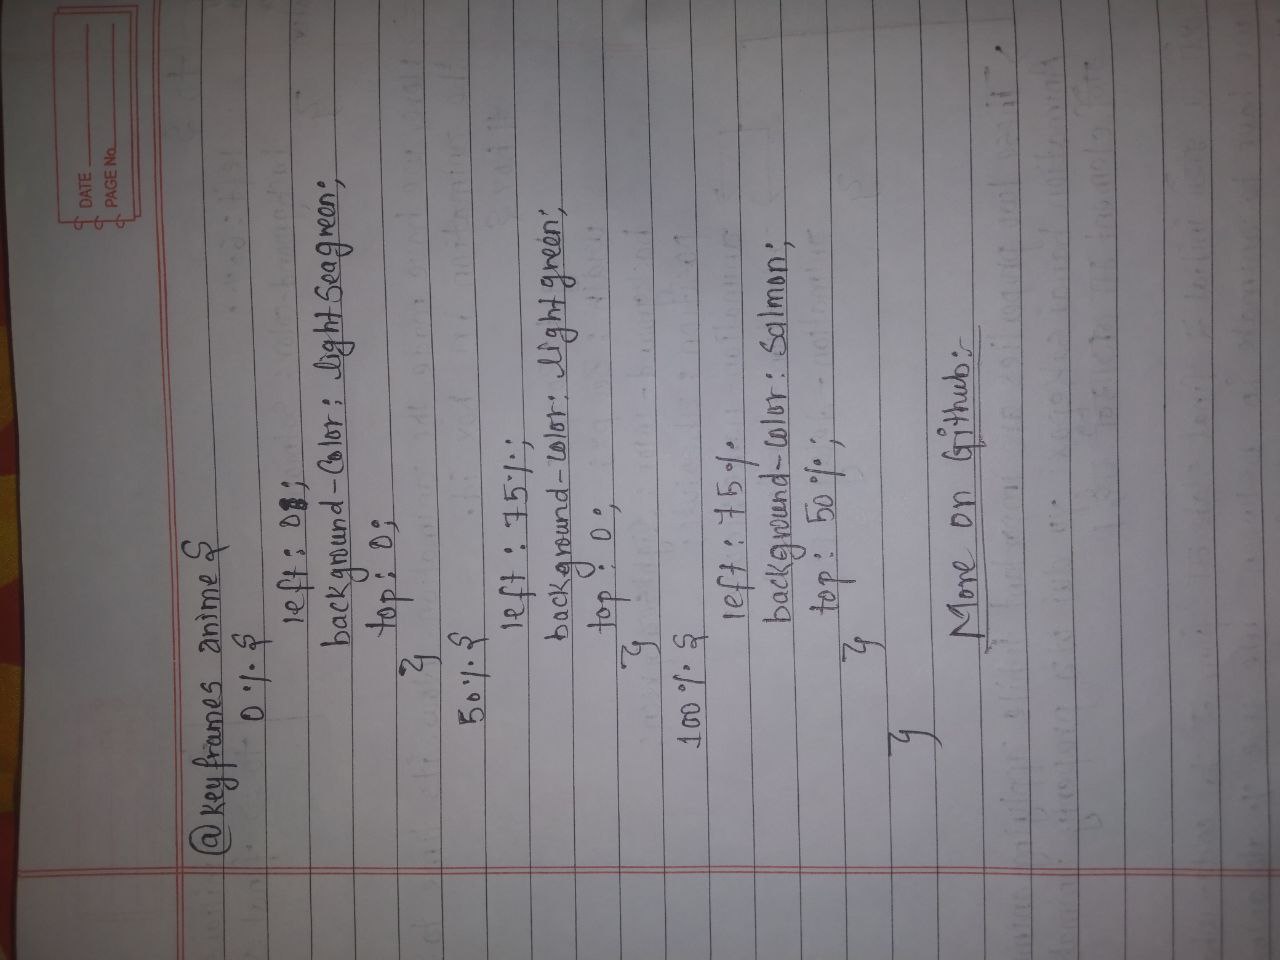 DATE
PAGE No.
@keyframes anime {
0% {
left: 0;
background-color: lightSeagreen;
top: 0;
}
50% {
left: 75%;
background-color: lightgreen;
top: 0;
}
100% {
left: 75%
background-color: Salmon;
top: 50%;
}
}
More on Github:-